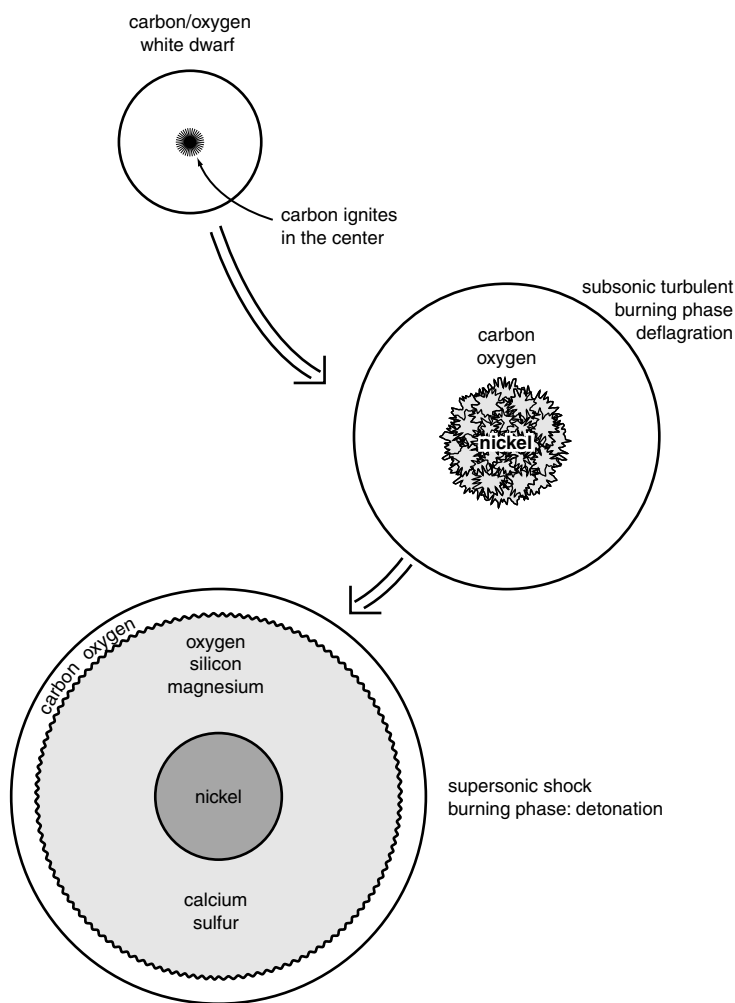 carbon/oxygen
white dwarf
carbon ignites
in the center
subsonic turbulent
burning phase
deflagration
carbon
oxygen
nickel
carbon oxygen
oxygen
silicon
magnesium
nickel
calcium
sulfur
supersonic shock
burning phase: detonation